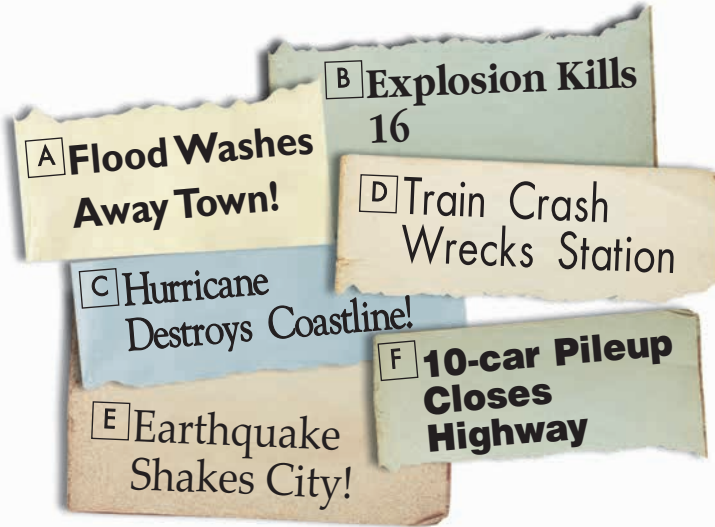 A Flood Washes
Away Town!
B Explosion Kills
16
C Hurricane
Destroys Coastline!
D Train Crash
Wrecks Station
E Earthquake
Shakes City!
F 10-car Pileup
Closes
Highway